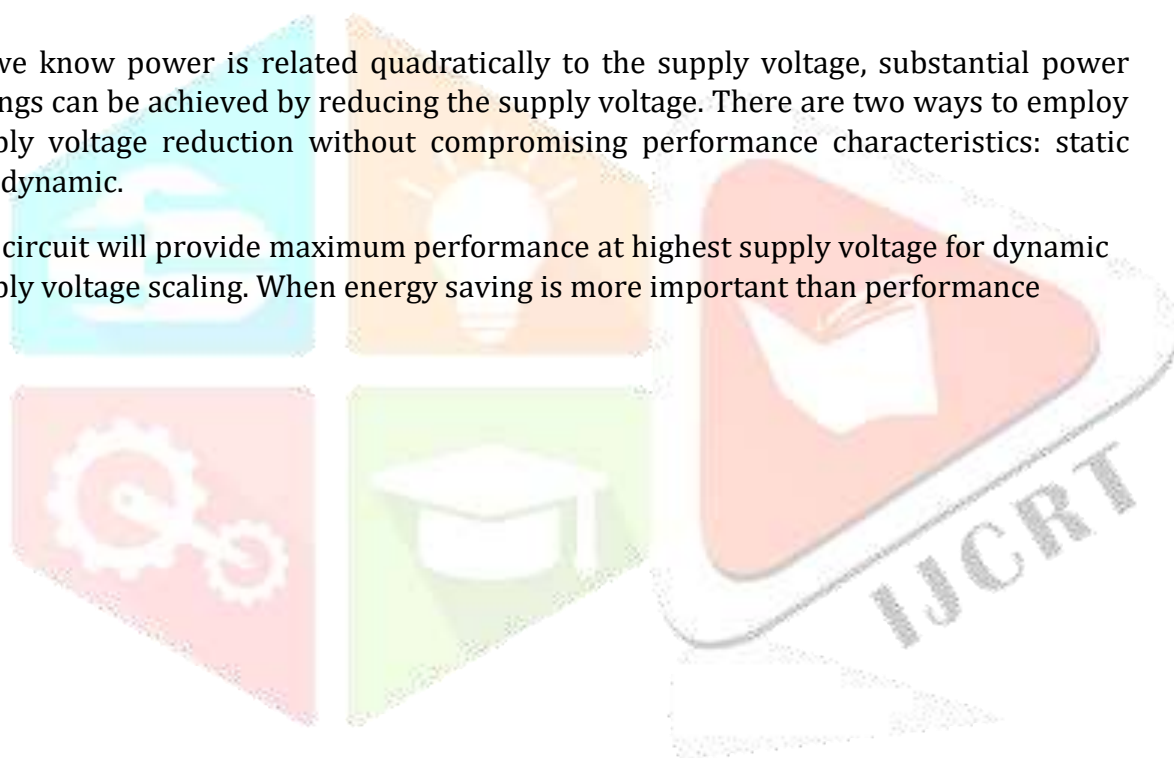 we know power is related quadratically to the supply voltage, substantial power
ngs can be achieved by reducing the supply voltage. There are two ways to employ
ply voltage reduction without compromising performance characteristics: static
dynamic.
circuit will provide maximum performance at highest supply voltage for dynamic
ply voltage scaling. When energy saving is more important than performance
IJCRT